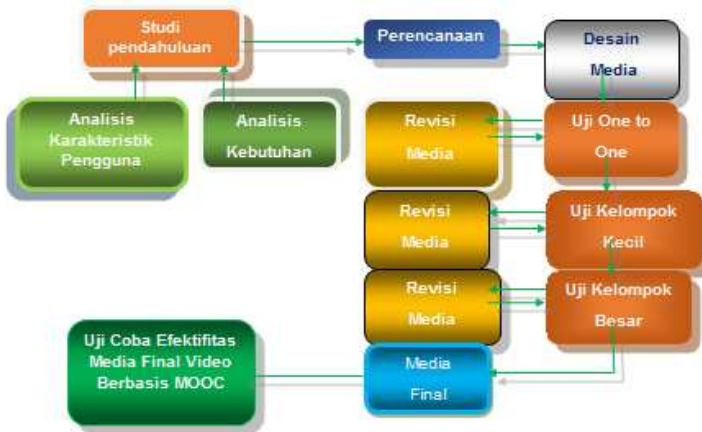 Studi
pendahuluan
Perencanaan
Desain
Media
Analisis
Karakteristik
Pengguna
Analisis
Kebutuhan
Revisi
Media
Uji One to
One
Revisi
Media
Uji Kelompok
Kecil
Revisi
Media
Uji Kelompok
Besar
Uji Coba Efektifitas
Media Final Video
Berbasis MOOC
Media
Final